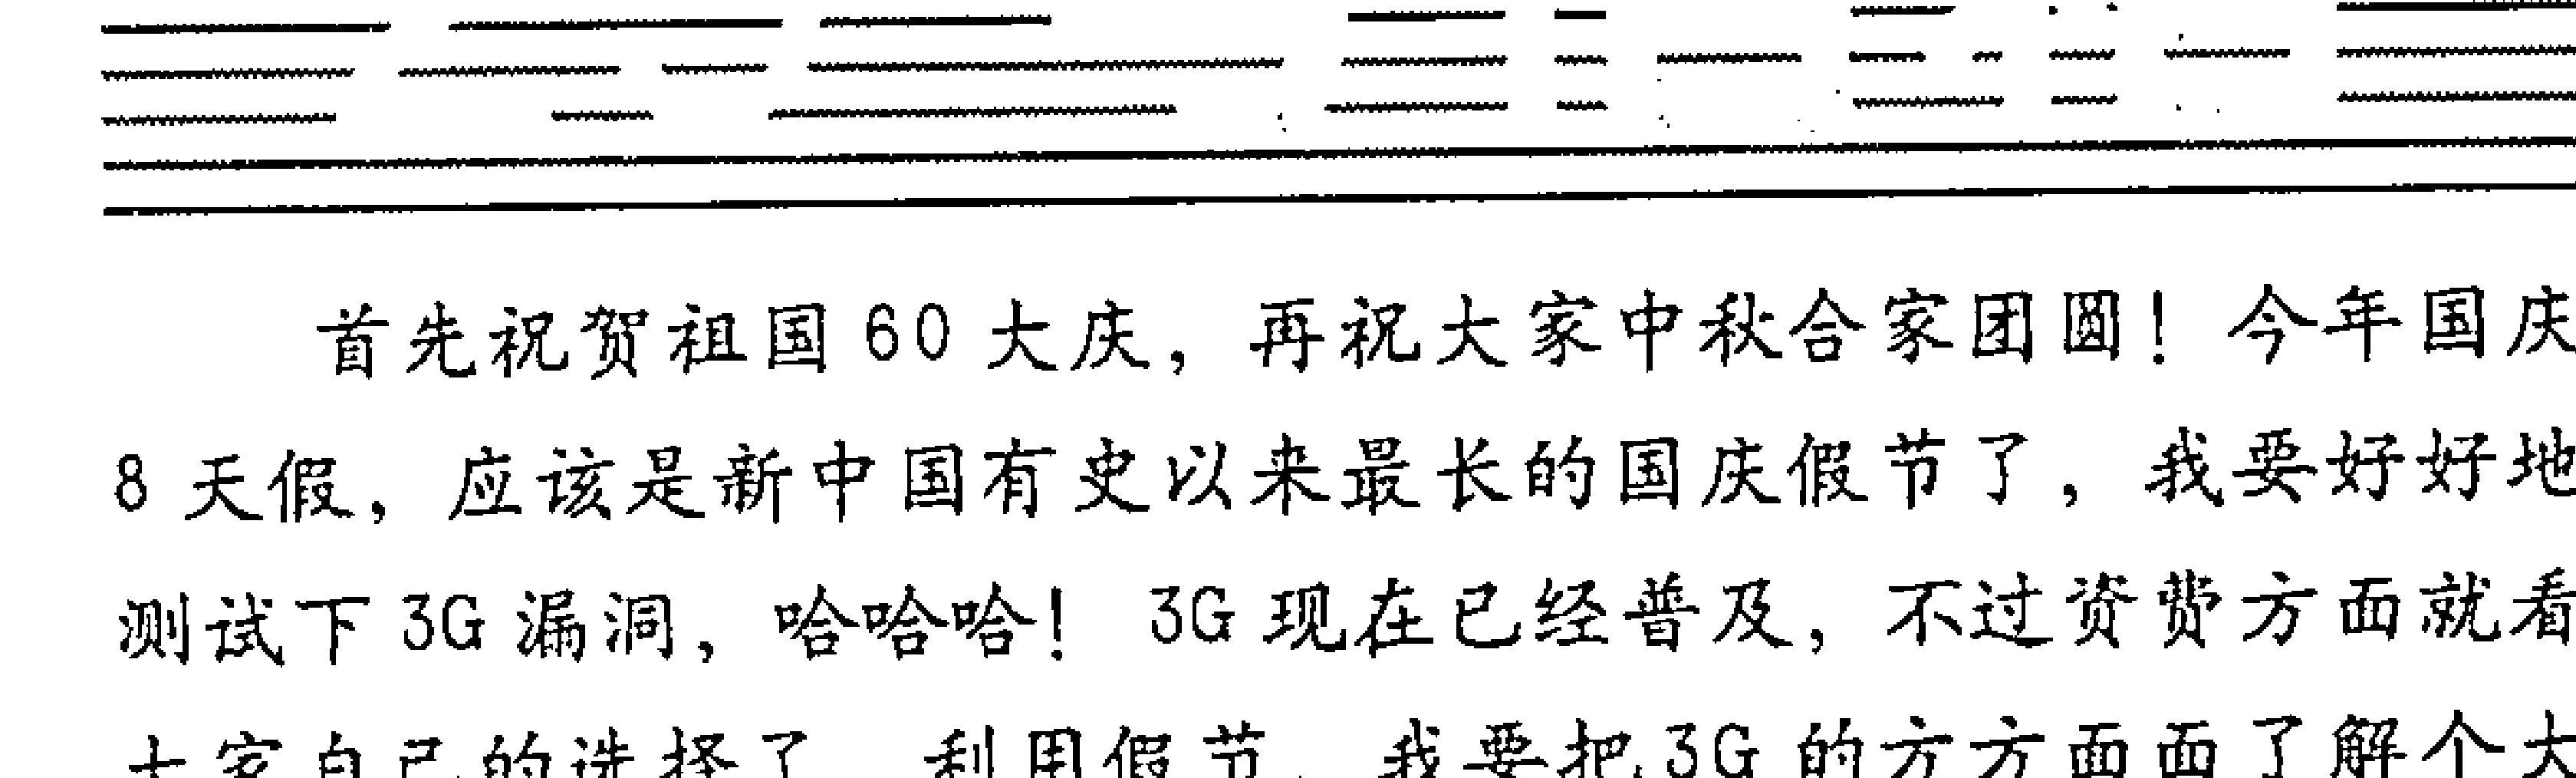 首先祝贺祖国60大庆，再祝大家中秋合家团圆！今年国庆
8天假，应该是新中国有史以来最长的国庆假节了，我要好好地
测试下3G漏洞，哈哈哈！3G现在已经普及，不过资费方面就看
大家自己的选择了 利用假节，我要把3G的方方面面了解个大